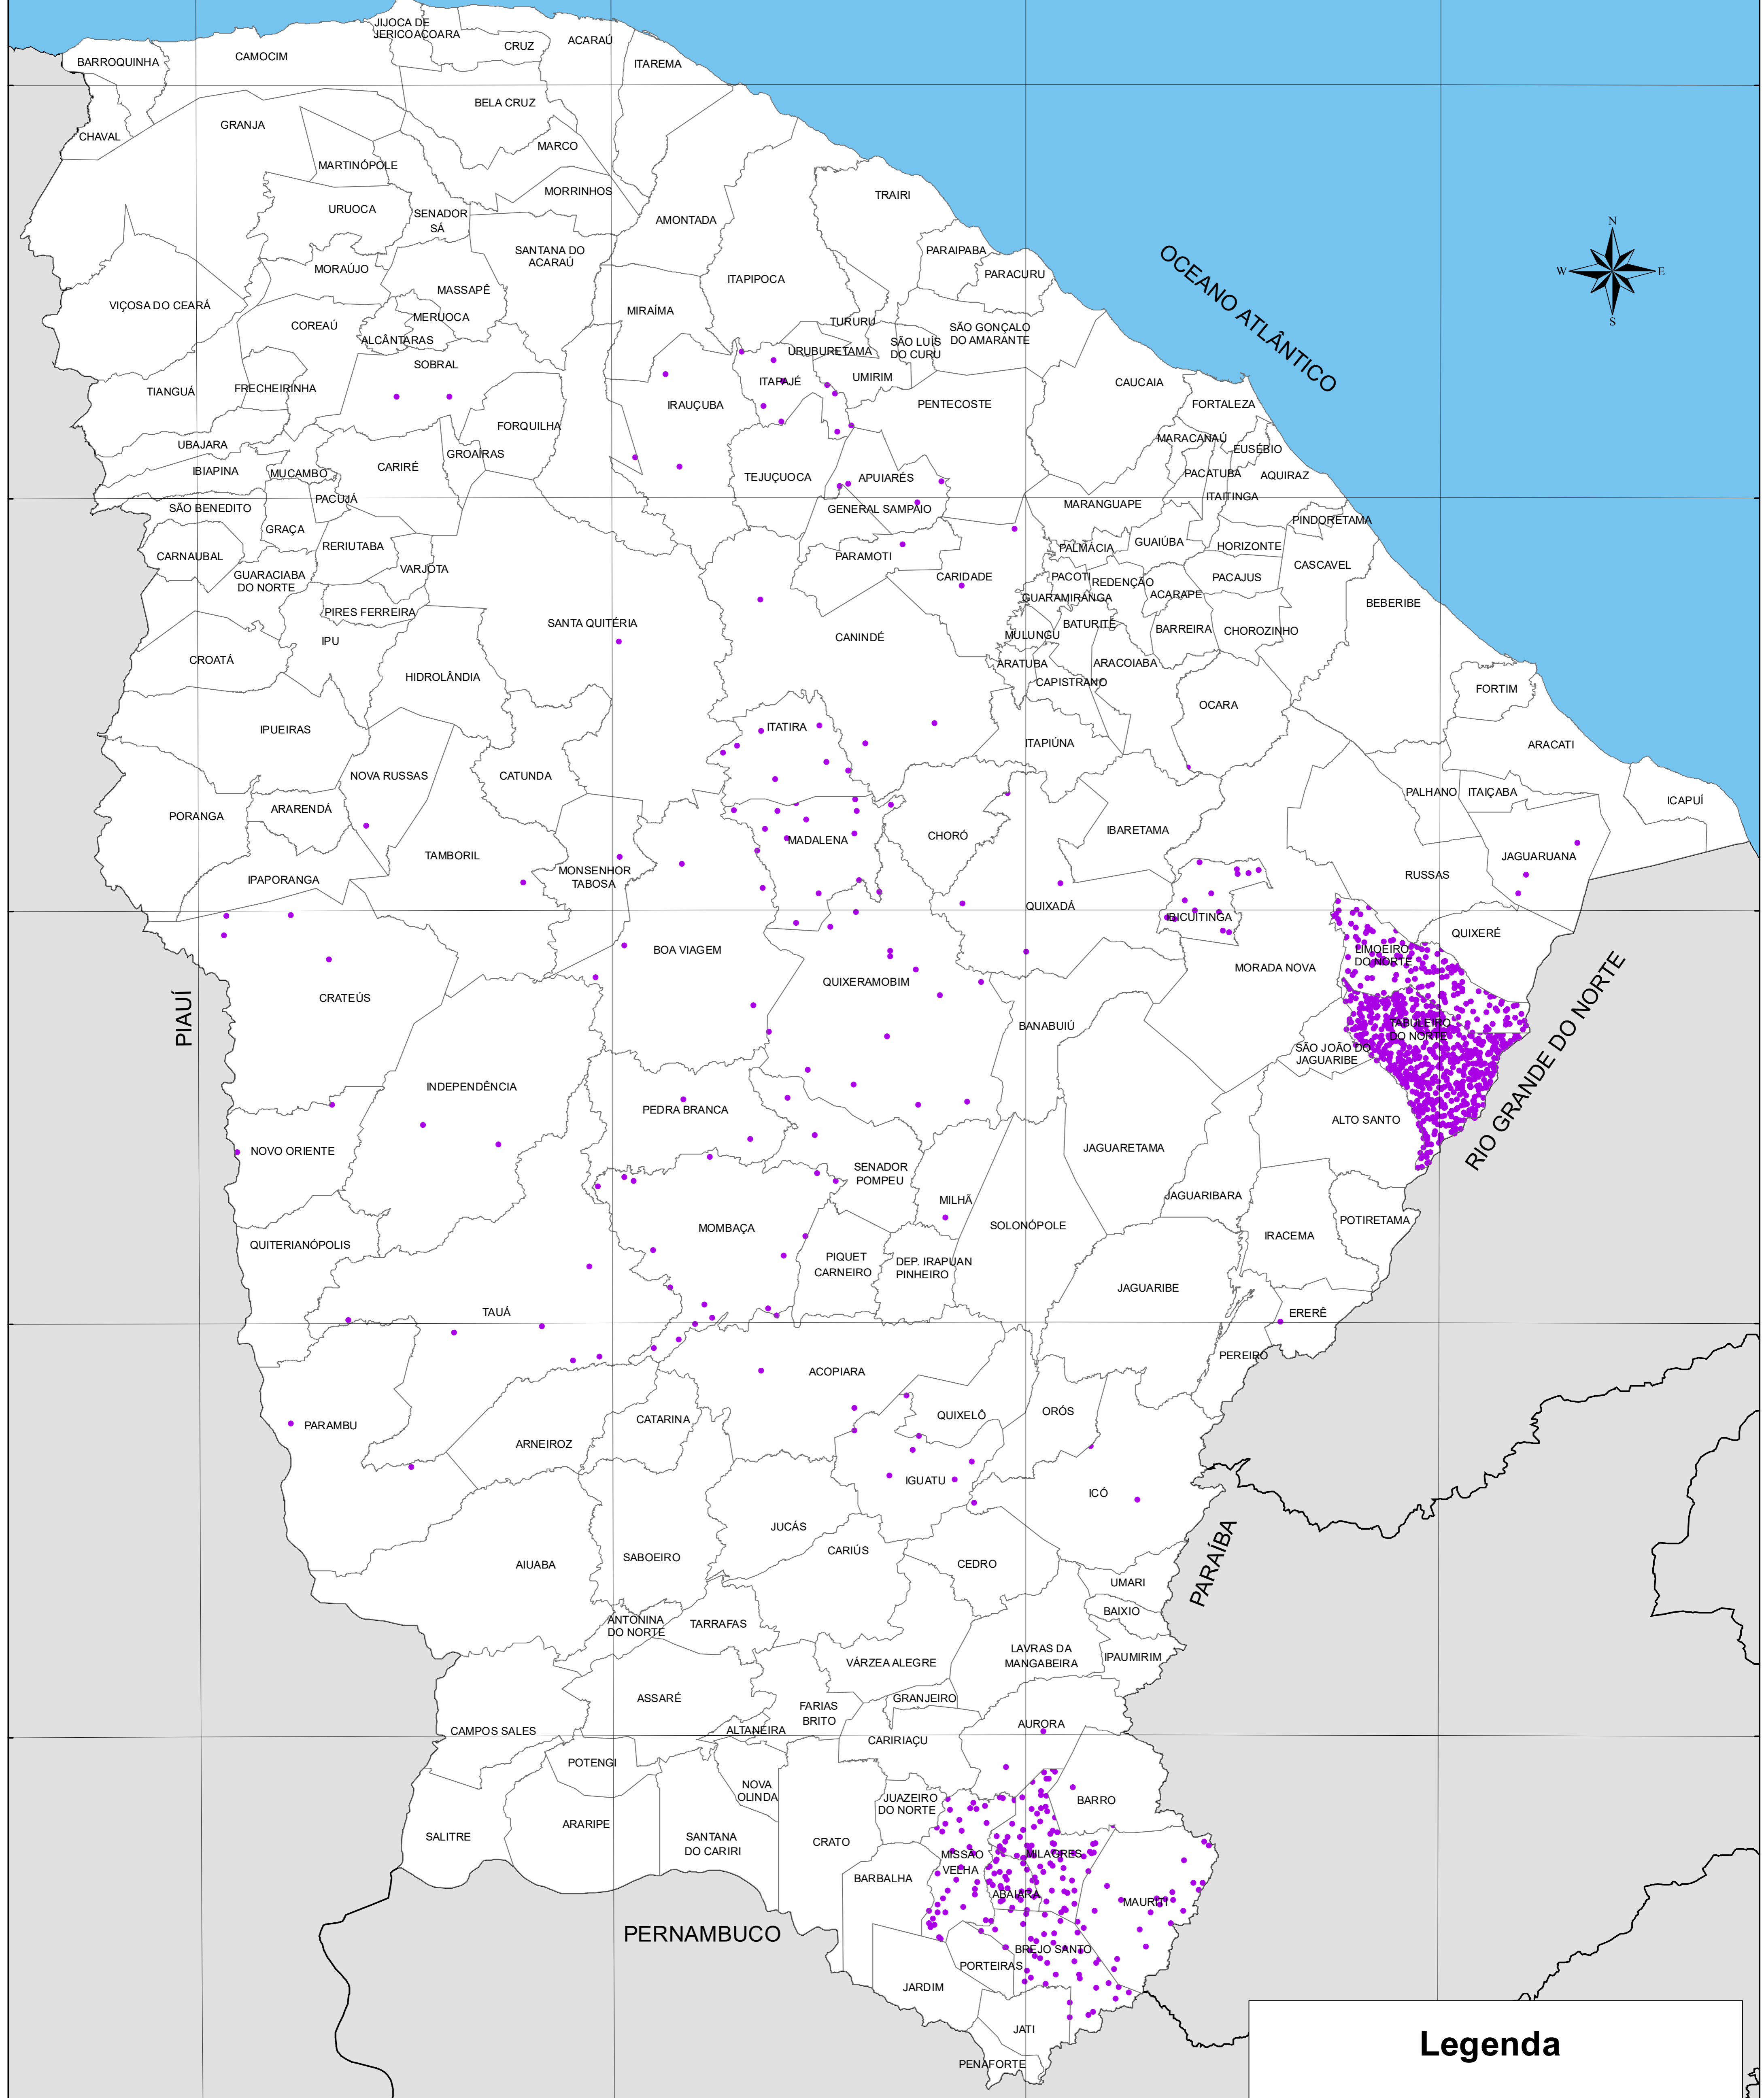 JIJOCA DE
JERICOACOARA
CRUZ
ACARAÚ
BARROQUINHA
CAMOCIM
ITAREMA
BELA CRUZ
GRANJA
CHAVAL
MARCO
MARTINÓPOLE
MORRINHOS
TRAIRI
URUOCA
SENADOR
SÁ
AMONTADA
N
W
E
S
SANTANA DO
ACARAÚ
PARAIPABA
OCEANO ATLÂNTICO
MORAÚJO
PARACURU
ITAPIPOCA
MASSAPÊ
VIÇOSA DO CEARÁ
MIRAÍMA
MERUOCA
TURURU
COREAÚ
SÃO GONÇALO
DO AMARANTE
ALCÂNTARAS
SÃO LUÍS
DO CURU
URUBURETAMA
SOBRAL
UMIRIM
ITAPAJÉ
CAUCAIA
TIANGUÁ
FRECHEIRINHA
IRAUÇUBA
PENTECOSTE
FORTALEZA
FORQUILHA
MARACANAÚ
UBAJARA
EUSÉBIO
GROAÍRAS
IBIAPINA
MUCAMBO
CARIRÉ
TEJUÇUOCA
APUIARÉS
PACATUBA
AQUIRAZ
PACUJÁ
ITAITINGA
SÃO BENEDITO
GENERAL SAMPAIO
MARANGUAPE
PINDORETAMA
GRAÇA
CARNAUBAL
RERIUTABA
PARAMOTI
PALMÁCIA
GUAIÚBA
HORIZONTE
VARJOTA
CASCAVEL
GUARACIABA
DO NORTE
CARIDADE
PACOTI
REDENÇÃO
PACAJUS
GUARAMIRANGA
ACARAPE
BEBERIBE
PIRES FERREIRA
SANTA QUITÉRIA
BATURITÉ
IPU
CANINDÉ
MULUNGU
BARREIRA
CHOROZINHO
CROATÁ
ARATUBA
ARACOIABA
HIDROLÂNDIA
CAPISTRANO
FORTIM
OCARA
IPUEIRAS
ITATIRA
ITAPIÚNA
ARACATI
NOVA RUSSAS
CATUNDA
PALHANO
ITAIÇABA
ICAPUÍ
PORANGA
ARARENDÁ
MADALENA
CHORÓ
IBARETAMA
TAMBORIL
JAGUARUANA
MONSENHOR
TABOSA
IPAPORANGA
RUSSAS
QUIXADÁ
IBICUITINGA
QUIXERÉ
BOA VIAGEM
LIMOEIRO
DO NORTE
CRATEÚS
QUIXERAMOBIM
MORADA NOVA
PIAUÍ
BANABUIÚ
TABULEIRO
DO NORTE
SÃO JOÃO DO
JAGUARIBE
RIO GRANDE DO NORTE
INDEPENDÊNCIA
PEDRA BRANCA
ALTO SANTO
NOVO ORIENTE
JAGUARETAMA
SENADOR
POMPEU
MILHÃ
JAGUARIBARA
MOMBAÇA
SOLONÓPOLE
POTIRETAMA
QUITERIANÓPOLIS
IRACEMA
PIQUET
CARNEIRO
DEP. IRAPUAN
PINHEIRO
JAGUARIBE
TAUÁ
ERERÊ
PEREIRO
ACOPIARA
PARAMBU
CATARINA
QUIXELÔ
ORÓS
ARNEIROZ
IGUATU
ICÓ
JUCÁS
PARAÍBA
AIUABA
SABOEIRO
CARIÚS
CEDRO
UMARI
BAIXIO
ANTONINA
DO NORTE
TARRAFAS
LAVRAS DA
MANGABEIRA
IPAUMIRIM
VÁRZEA ALEGRE
ASSARÉ
GRANJEIRO
FARIAS
BRITO
AURORA
CAMPOS SALES
ALTANEIRA
CARIRIAÇU
POTENGI
NOVA
OLINDA
JUAZEIRO
DO NORTE
BARRO
SALITRE
ARARIPE
SANTANA
DO CARIRI
CRATO
MISSÃO
VELHA
MILAGRES
BARBALHA
ABAIARA
MAURITI
PERNAMBUCO
BREJO SANTO
PORTEIRAS
JARDIM
JATI
PENAFORTE
Legenda